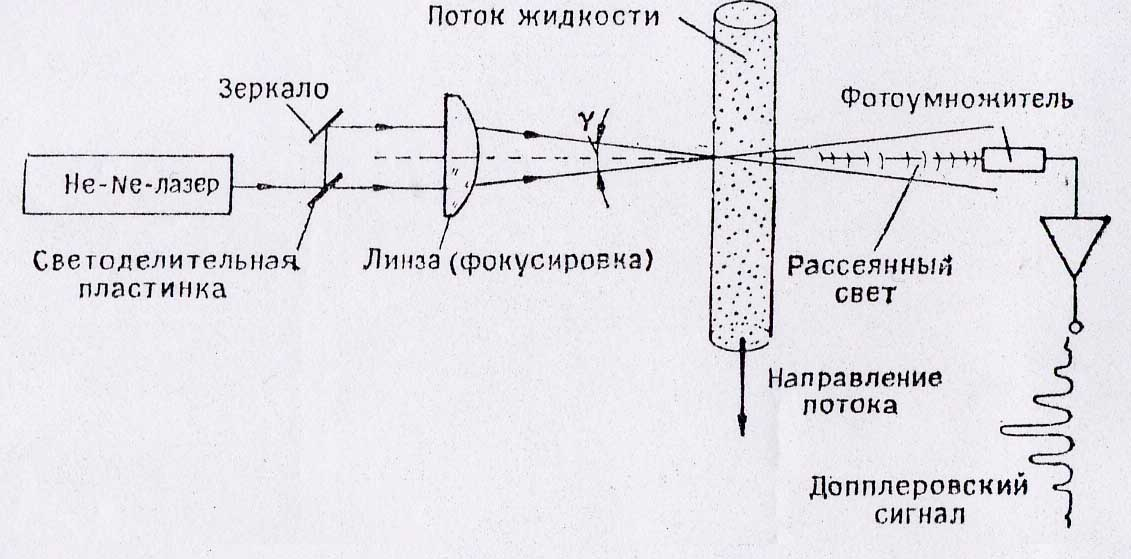 Поток жидкости
Зеркало
Фотоумножитель
γ
He-Ne-лазер
Светоделительная
пластинка
Линза (фокусировка)
Рассеянный
свет
Направление
потока
Допплеровский
сигнал